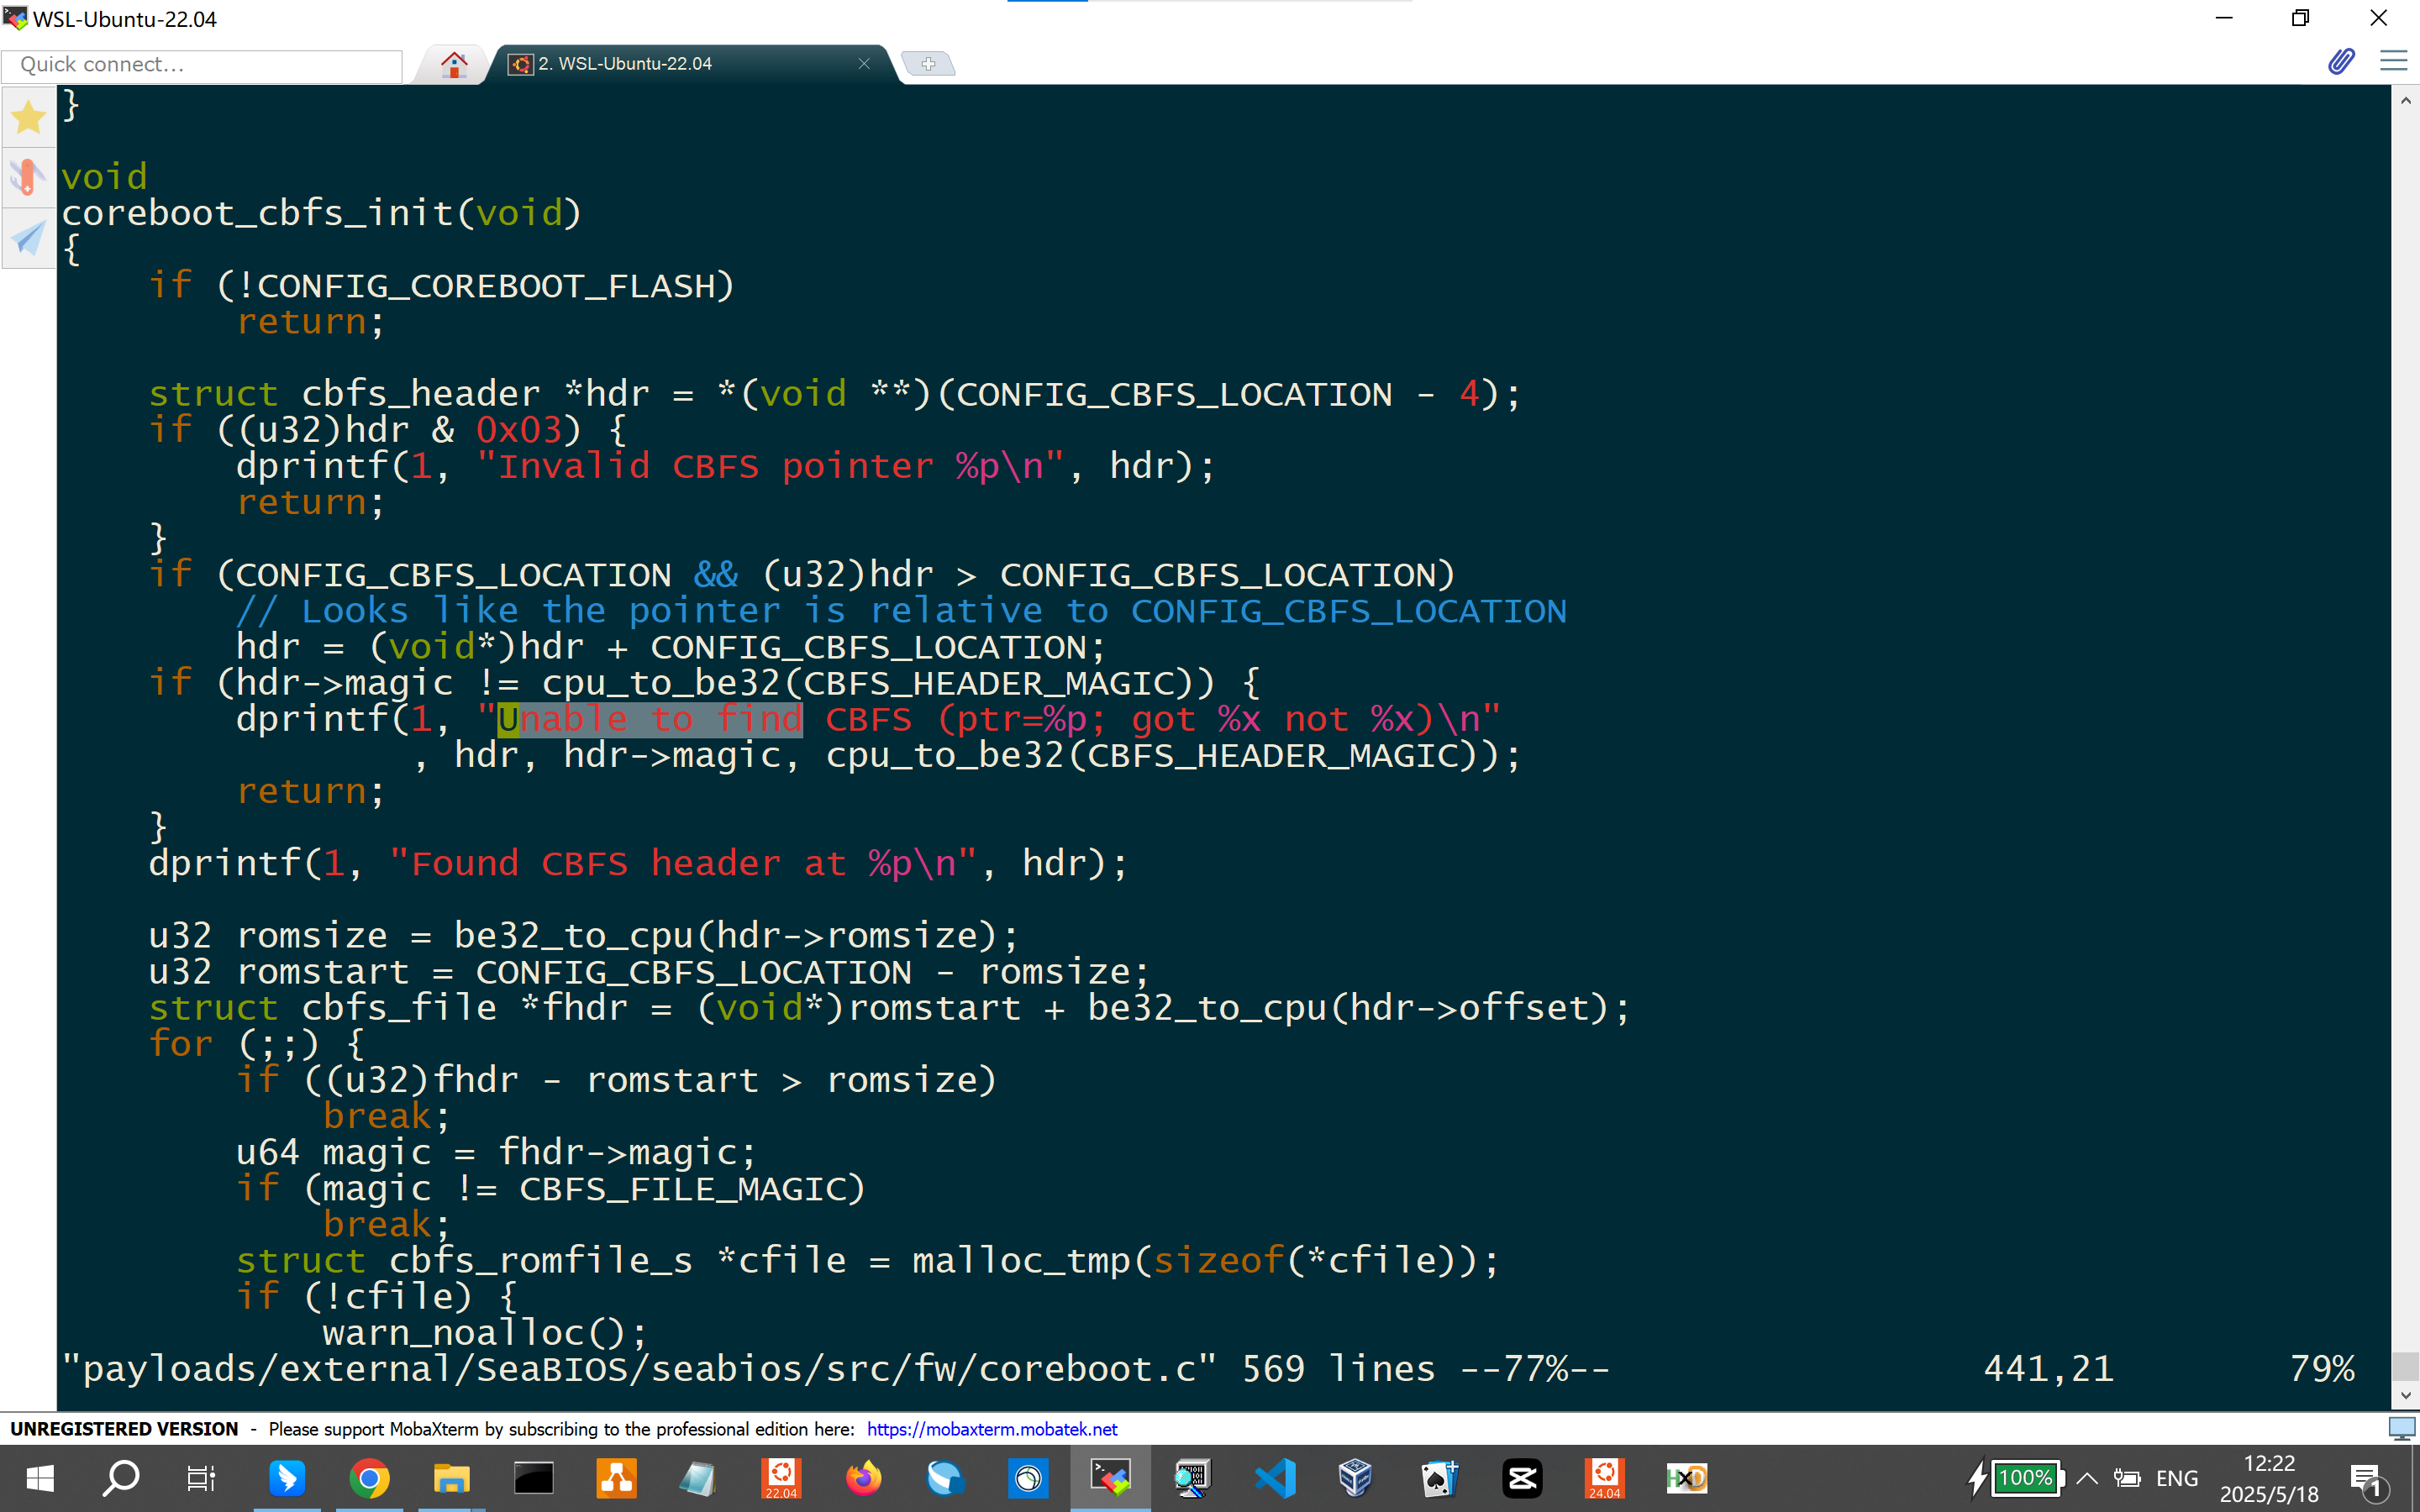 WSL-Ubuntu-22.04
Quick connect...
2. WSL-Ubuntu-22.04
}
void
coreboot_cbfs_init(void)
{
    if (!CONFIG_COREBOOT_FLASH)
        return;
    struct cbfs_header *hdr = *(void **)(CONFIG_CBFS_LOCATION - 4);
    if ((u32)hdr & 0x03) {
        dprintf(1, "Invalid CBFS pointer %p\n", hdr);
        return;
    }
    if (CONFIG_CBFS_LOCATION && (u32)hdr > CONFIG_CBFS_LOCATION)
        // Looks like the pointer is relative to CONFIG_CBFS_LOCATION
        hdr = (void*)hdr + CONFIG_CBFS_LOCATION;
    if (hdr->magic != cpu_to_be32(CBFS_HEADER_MAGIC)) {
        dprintf(1, "Unable to find CBFS (ptr=%p; got %x not %x)\n"
                , hdr, hdr->magic, cpu_to_be32(CBFS_HEADER_MAGIC));
        return;
    }
    dprintf(1, "Found CBFS header at %p\n", hdr);
    u32 romsize = be32_to_cpu(hdr->romsize);
    u32 romstart = CONFIG_CBFS_LOCATION - romsize;
    struct cbfs_file *fhdr = (void*)romstart + be32_to_cpu(hdr->offset);
    for (;;) {
        if ((u32)fhdr - romstart > romsize)
            break;
        u64 magic = fhdr->magic;
        if (magic != CBFS_FILE_MAGIC)
            break;
        struct cbfs_romfile_s *cfile = malloc_tmp(sizeof(*cfile));
        if (!cfile) {
            warn_noalloc();
"payloads/external/SeaBIOS/seabios/src/fw/coreboot.c" 569 lines --77%-- 441,21 79%
UNREGISTERED VERSION - Please support MobaXterm by subscribing to the professional edition here: https://mobaxterm.mobatek.net
22.04
24.04
HxD
100%
ENG
12:22
2025/5/18
1